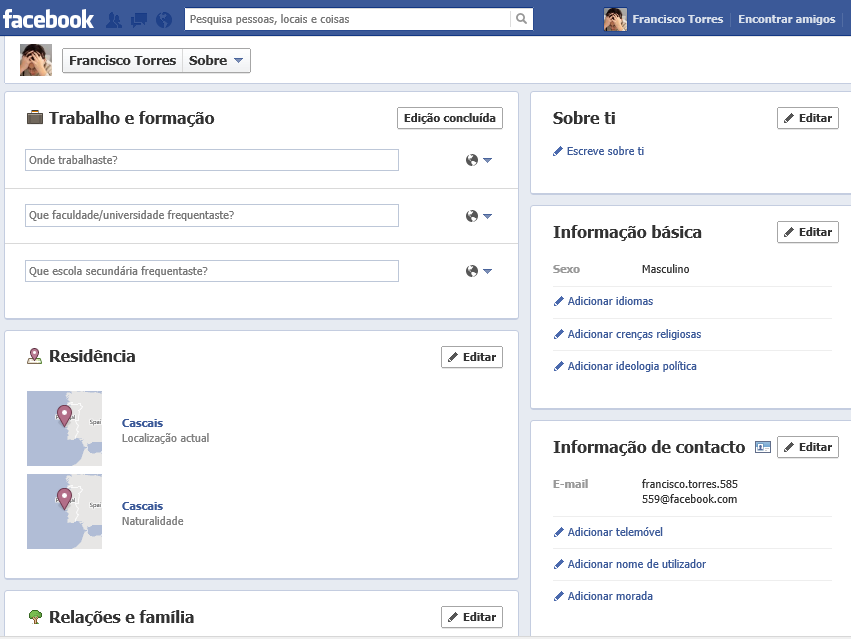 facebook
Pesquisa pessoas, locais e coisas
Francisco Torres
Encontrar amigos
Francisco Torres
Sobre
Trabalho e formação
Edição concluída
Onde trabalhaste?
Que faculdade/universidade frequentaste?
Que escola secundária frequentaste?
Residência
Editar
Spai
Cascais
Localização actual
Spai
Cascais
Naturalidade
Relações e família
Editar
Sobre ti
Editar
Escreve sobre ti
Informação básica
Editar
Sexo
Masculino
Adicionar idiomas
Adicionar crenças religiosas
Adicionar ideologia política
Informação de contacto
Editar
E-mail
francisco.torres.585
559@facebook.com
Adicionar telemóvel
Adicionar nome de utilizador
Adicionar morada